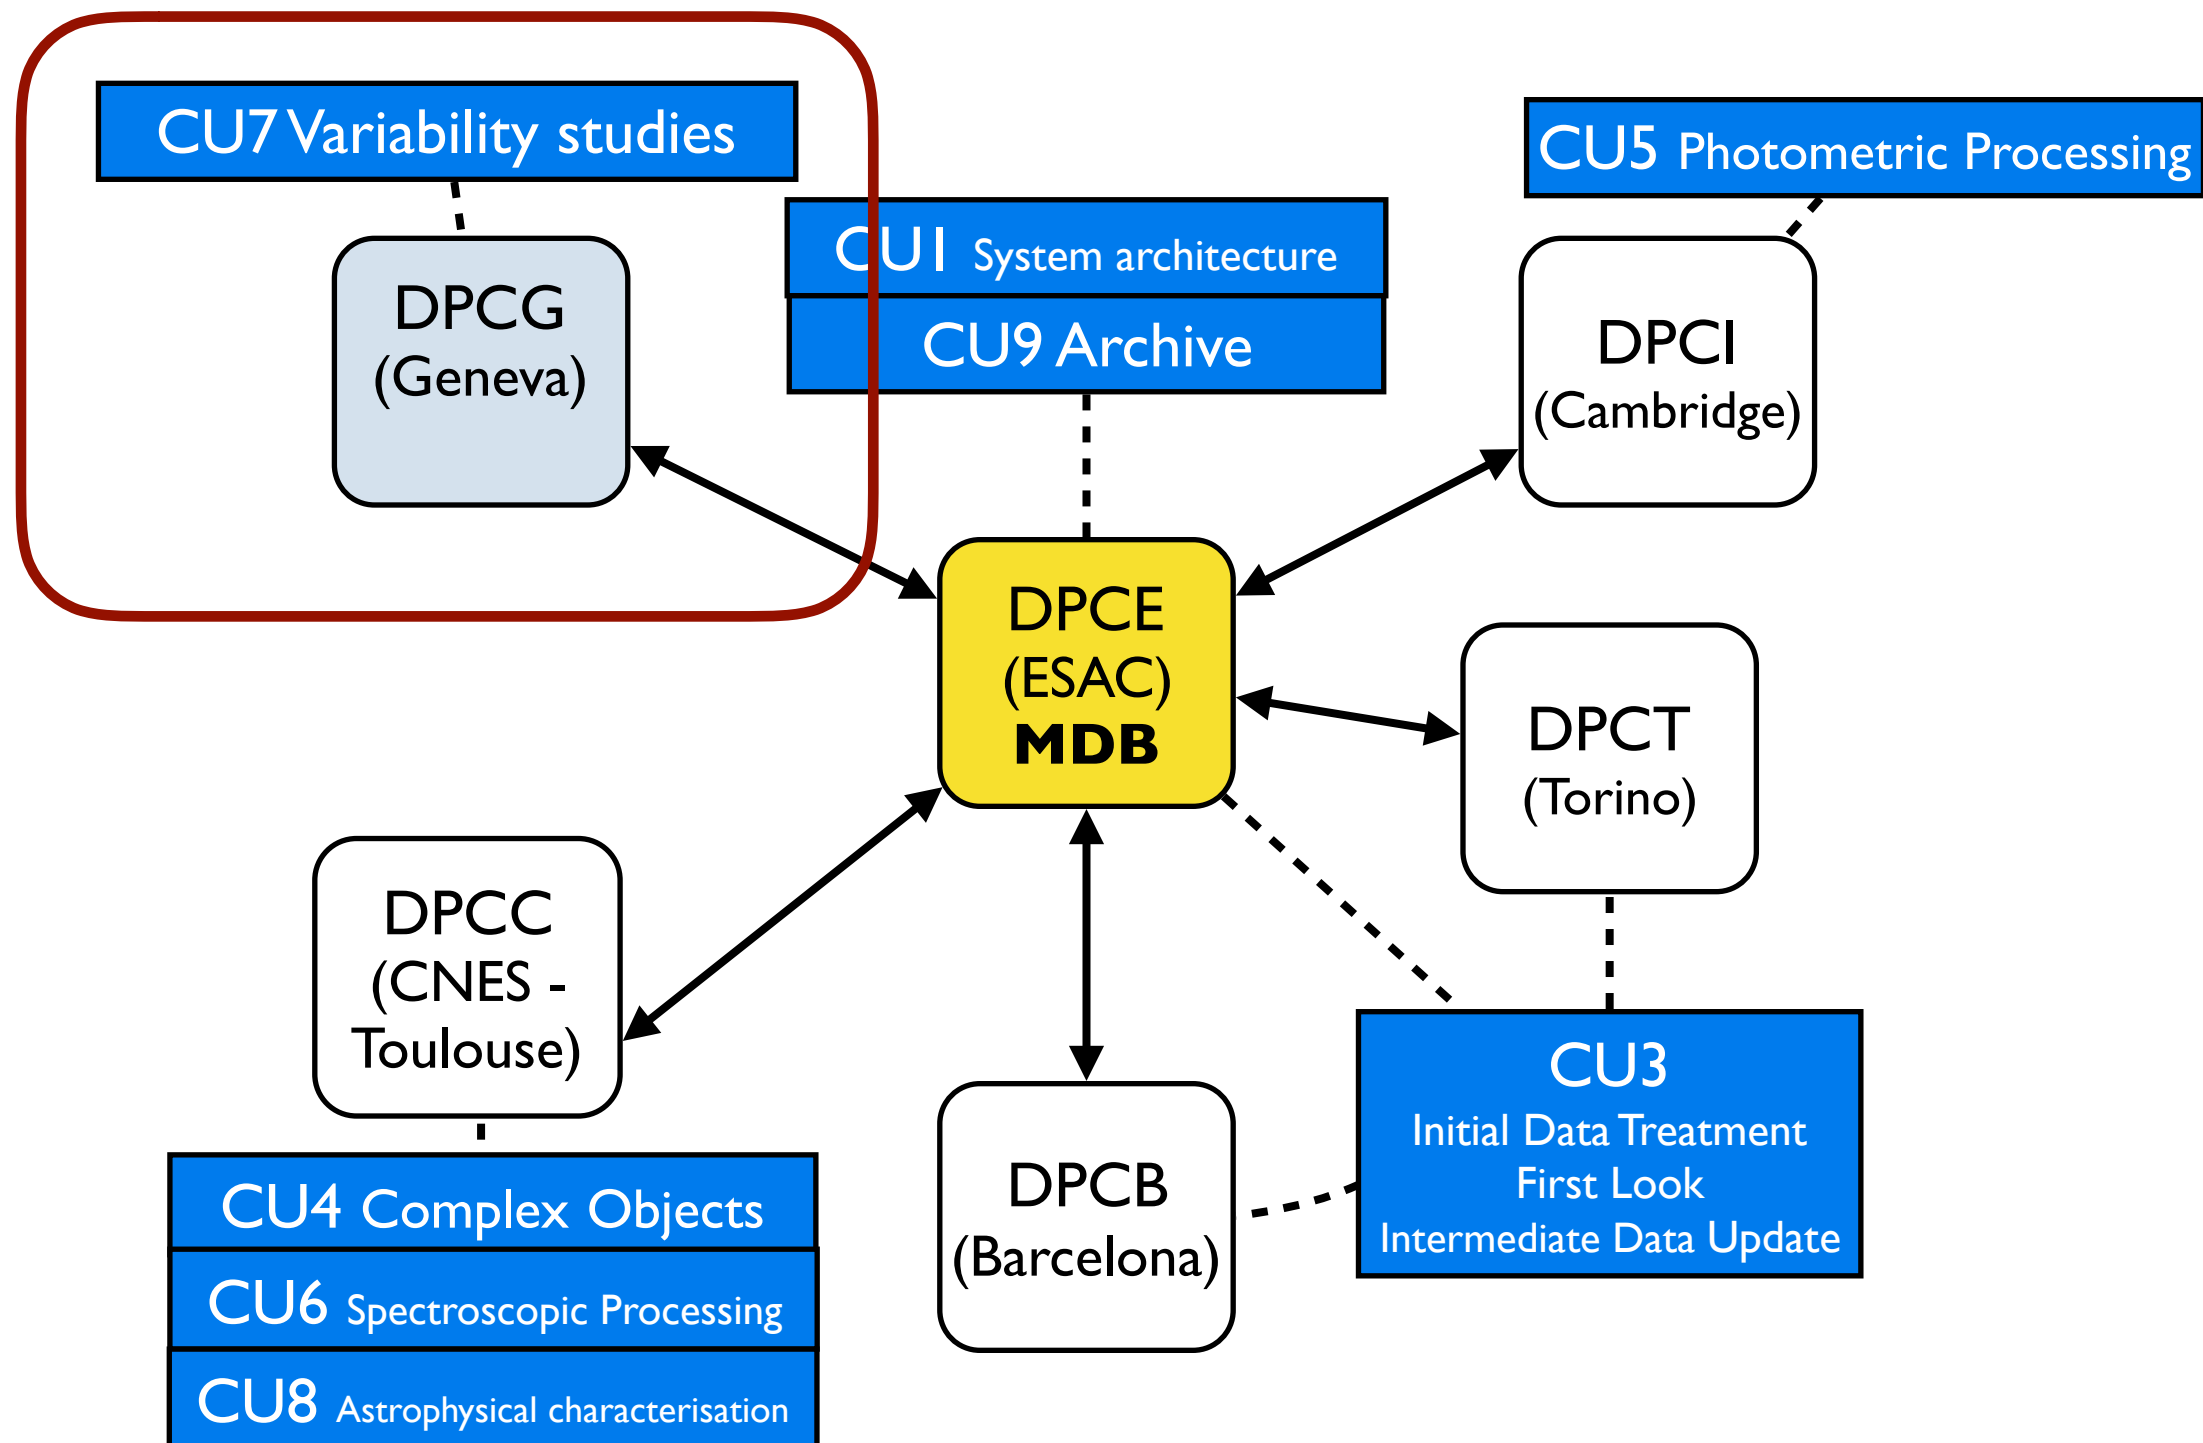 CU7 Variability studies
CU5 Photometric Processing
CU1 System architecture
CU9 Archive
DPCG
(Geneva)
DPCI
(Cambridge)
DPCE
(ESAC)
MDB
DPCT
(Torino)
DPCC
(CNES -
Toulouse)
CU3
Initial Data Treatment
First Look
Intermediate Data Update
DPCB
(Barcelona)
CU4 Complex Objects
CU6 Spectroscopic Processing
CU8 Astrophysical characterisation